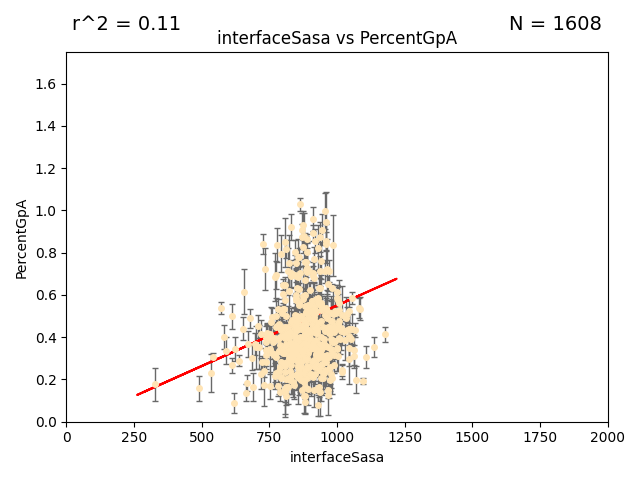 r^2 = 0.11
N = 1608
interfaceSasa vs PercentGpA
PercentGpA
1.6
1.4
1.2
1.0
0.8
0.6
0.4
0.2
0.0
0 250 500 750 1000 1250 1500 1750 2000
interfaceSasa